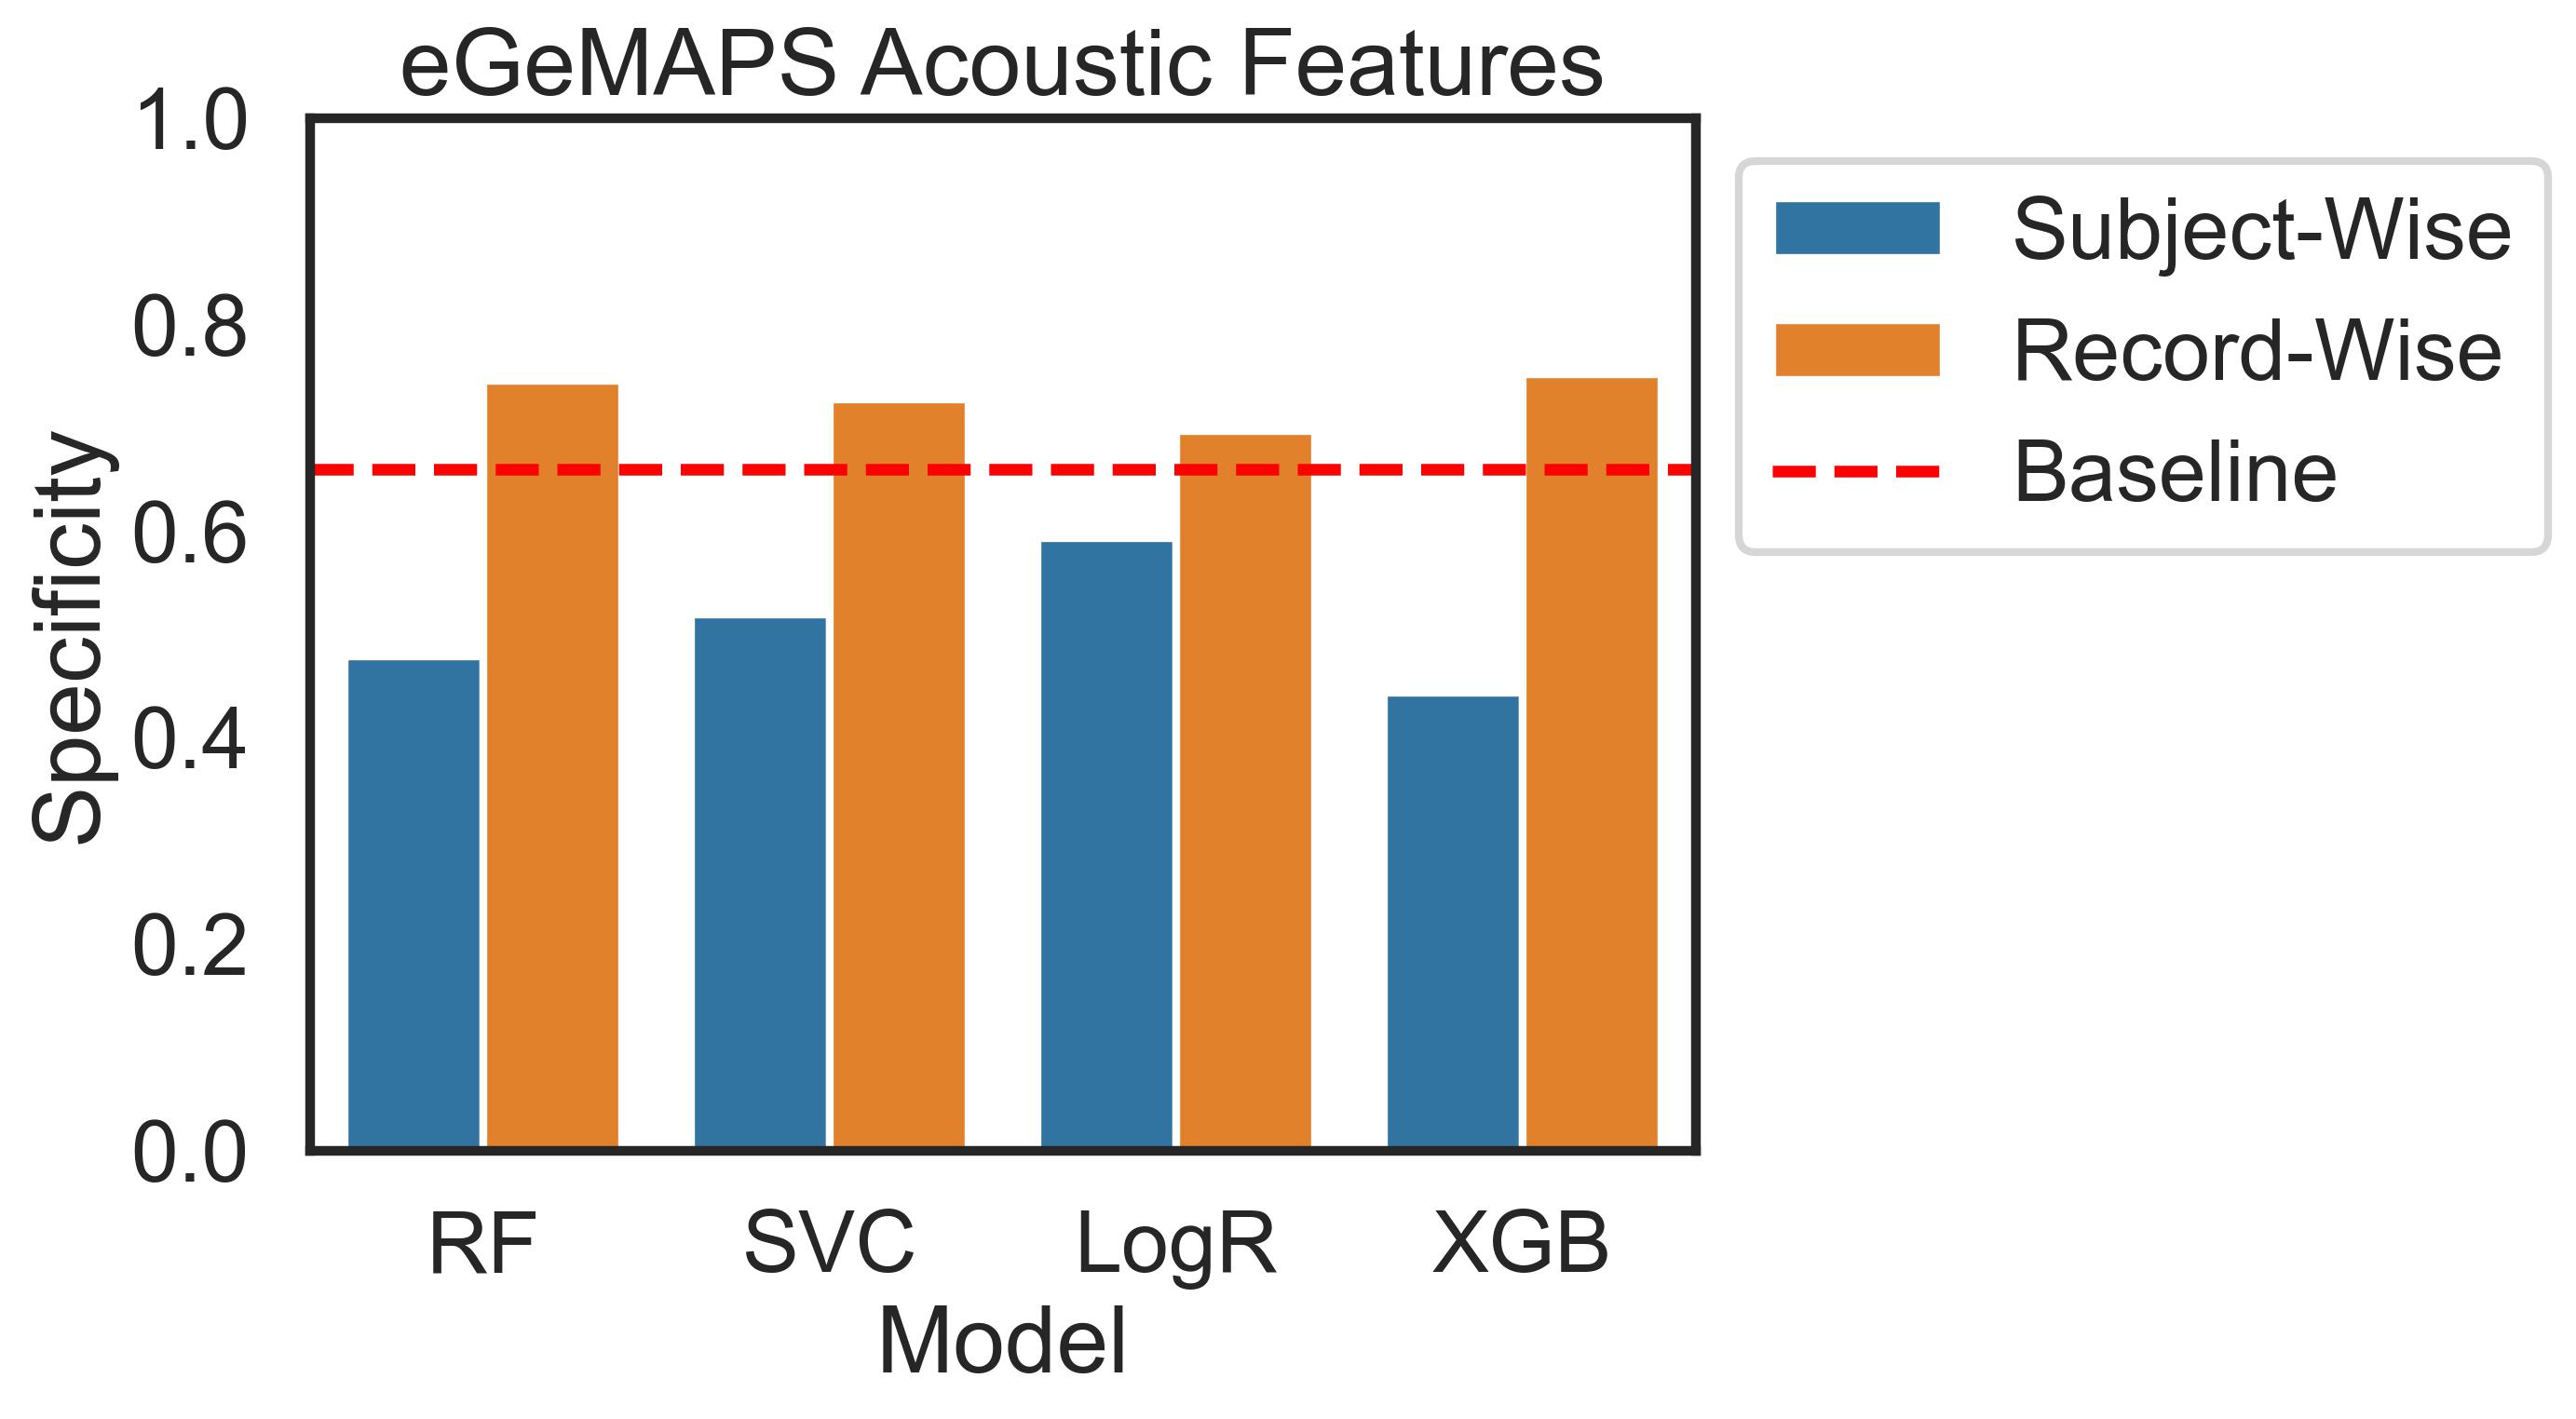 eGeMAPS Acoustic Features
1.0
0.8
0.6
0.4
0.2
0.0
Specificity
RF SVC LogR XGB
Model
Subject-Wise
Record-Wise
Baseline